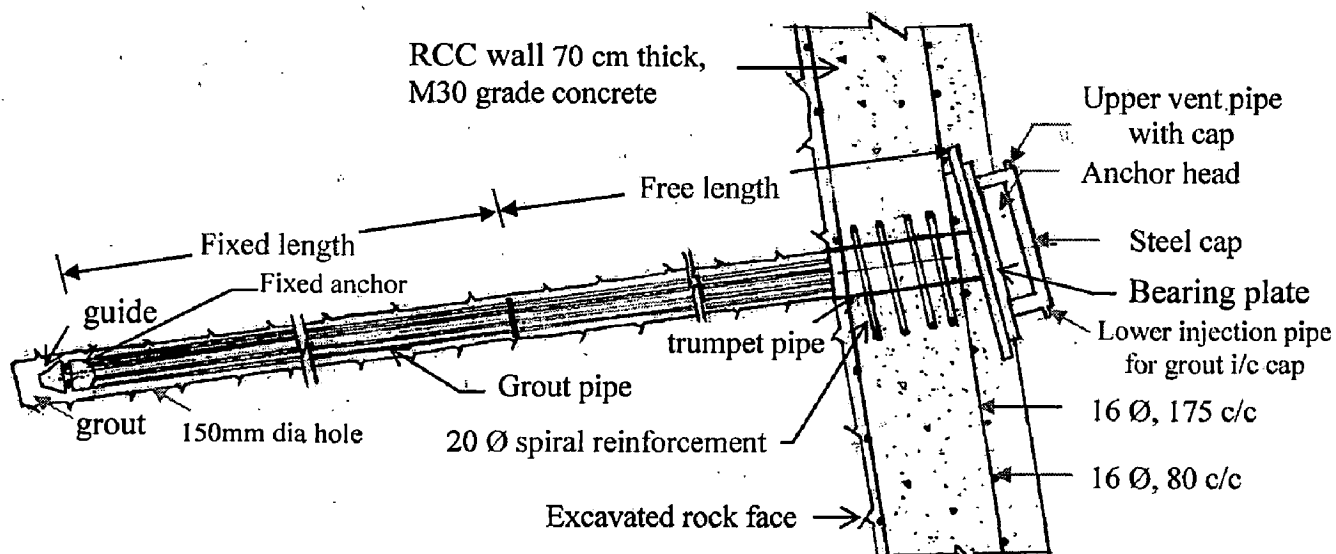 RCC wall 70 cm thick,
M30 grade concrete
Upper vent pipe
with cap
Anchor head
Free length
Fixed length
Steel cap
Fixed anchor
guide
Bearing plate
trumpet pipe
Lower injection pipe
for grout i/c cap
Grout pipe
grout
150mm dia hole
20 Ø spiral reinforcement
16 Ø, 175 c/c
16 Ø, 80 c/c
Excavated rock face